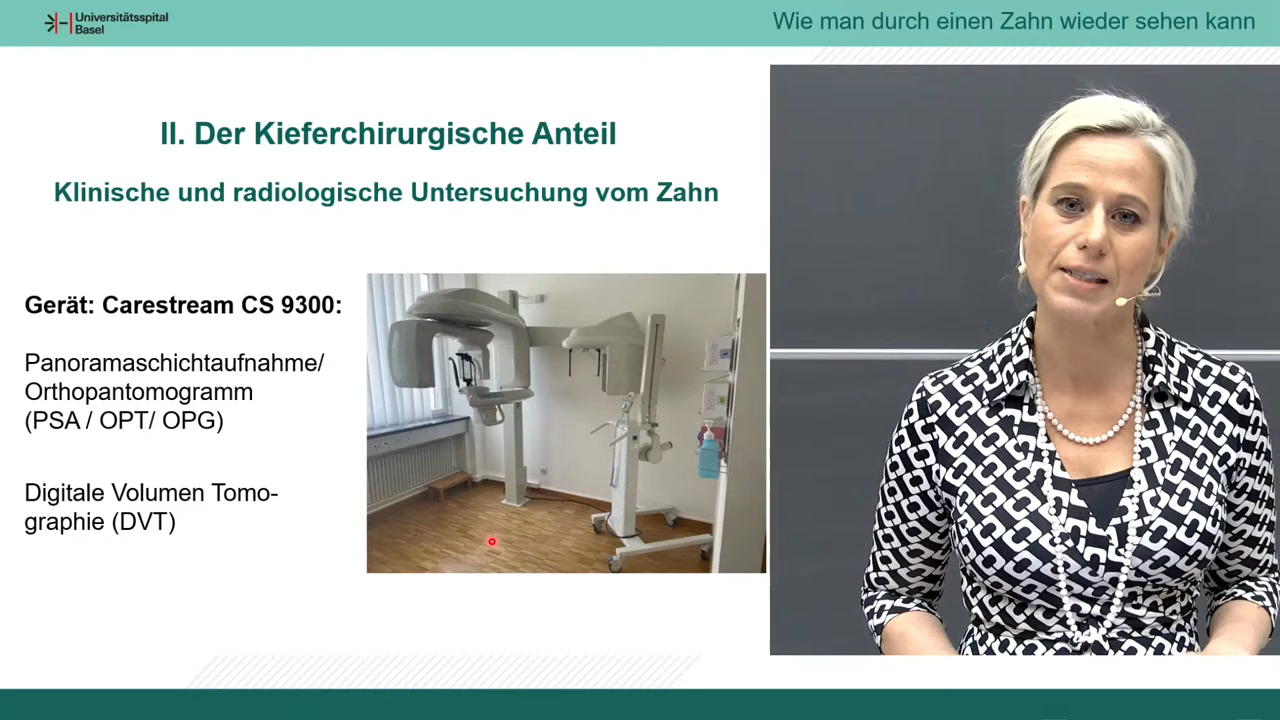 Universitätsspital
Basel
Wie man durch einen Zahn wieder sehen kann
II. Der Kieferchirurgische Anteil
Klinische und radiologische Untersuchung vom Zahn
Gerät: Carestream CS 9300:
Panoramaschichtaufnahme/
Orthopantomogramm
(PSA / OPT/ OPG)
Digitale Volumen Tomo-
graphie (DVT)